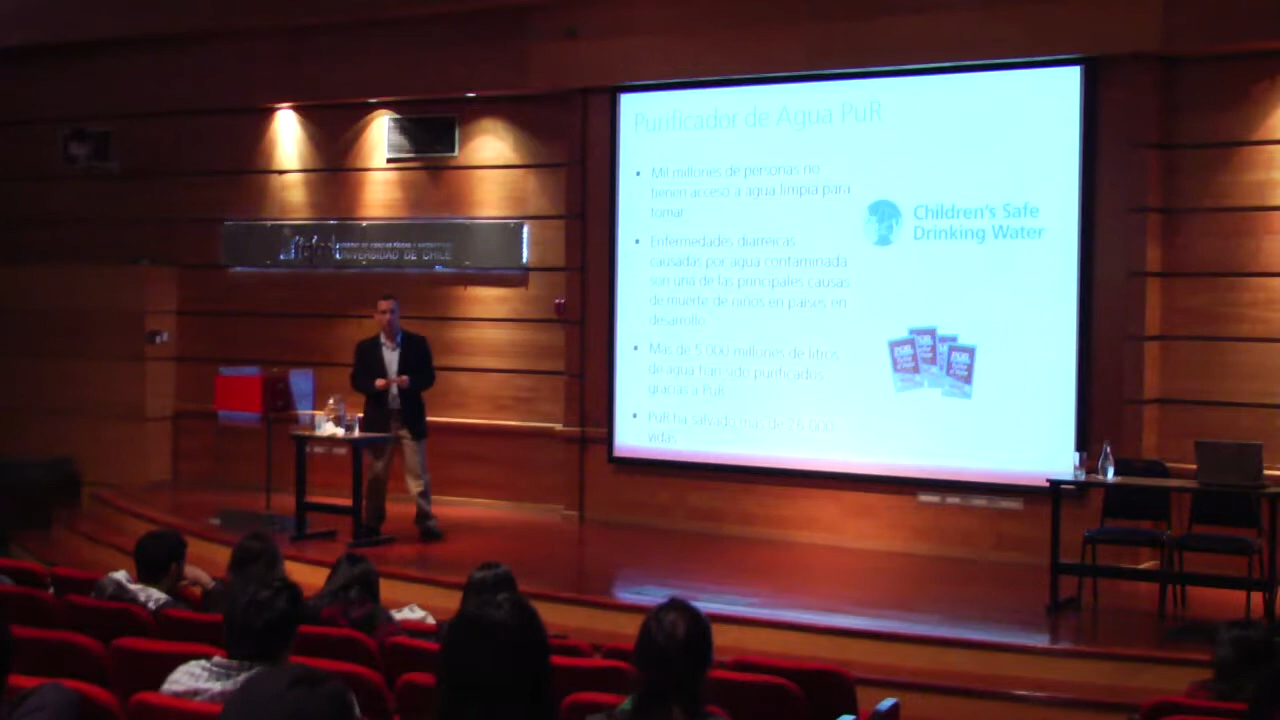 Purificador de Agua PuR
• Mil millones de personas no
tienen acceso a agua limpia para
tomar
• Enfermedades diarreicas
causadas por agua contaminada
son una de las principales causas
de muerte de niños en países en
desarrollo
• Más de 5.000 millones de litros
de agua han sido purificados
gracias a PuR
• PuR ha salvado más de 26.000
vidas
Children's Safe
Drinking Water
PUR
UNIVERSIDAD DE CHILE